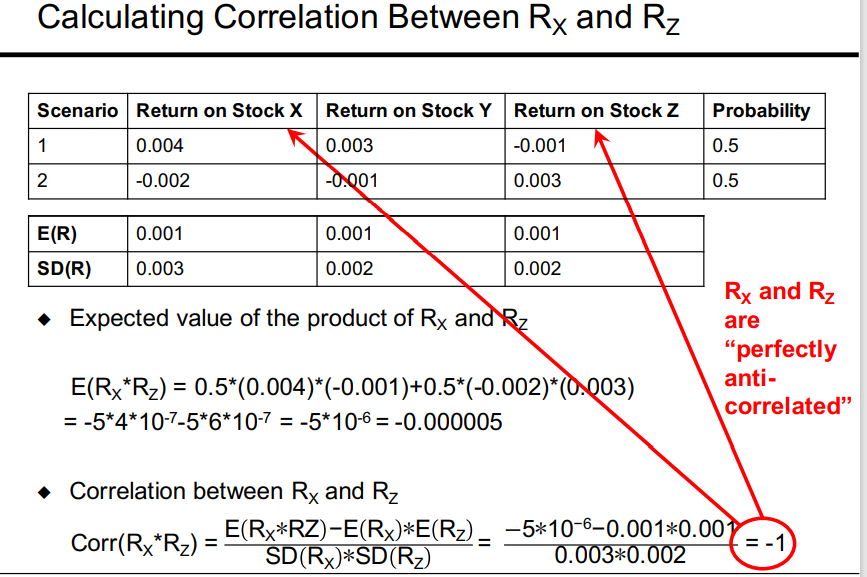 Calculating Correlation Between RX and RZ
Scenario Return on Stock X Return on Stock Y Return on Stock Z Probability
1 0.004 0.003 -0.001 0.5
2 -0.002 -0.001 0.003 0.5
E(R) 0.001 0.001 0.001
SD(R) 0.003 0.002 0.002
RX and RZ
are
“perfectly
anti-
correlated”
◆ Expected value of the product of RX and RZ
E(RX*RZ) = 0.5*(0.004)*(-0.001)+0.5*(-0.002)*(0.003)
= -5*4*10-7-5*6*10-7 = -5*10-6 = -0.000005
◆ Correlation between RX and RZ
Corr(RX*RZ) = E(RX*RZ)−E(RX)*E(RZ) / SD(RX)*SD(RZ) = −5*10−6−0.001*0.001 / 0.003*0.002 = -1